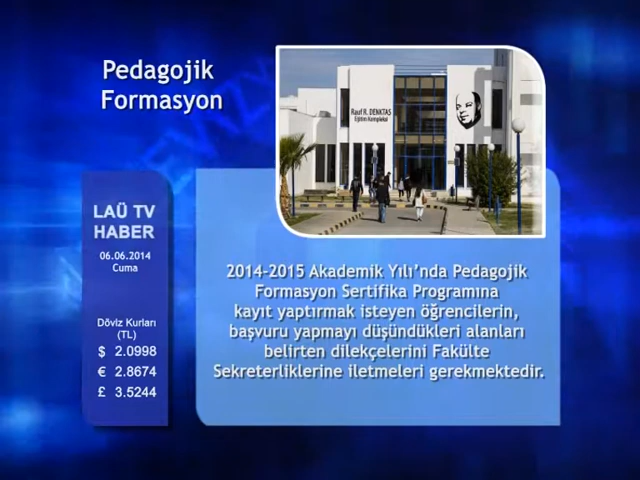 Pedagojik
Formasyon
Rauf R. DENKTAŞ
Eğitim Kompleksi
LAÜ TV
HABER
06.06.2014
Cuma
Döviz Kurları
(TL)
$ 2.0998
€ 2.8674
£ 3.5244
2014-2015 Akademik Yılı’nda Pedagojik
Formasyon Sertifika Programına
kayıt yaptırmak isteyen öğrencilerin,
başvuru yapmayı düşündükleri alanları
belirten dilekçelerini Fakülte
Sekreterliklerine iletmeleri gerekmektedir.